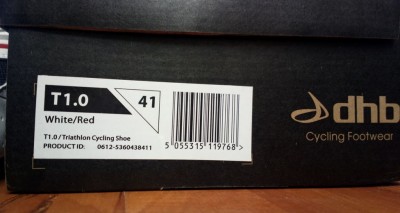 T1.0
41
White/Red
T1.0/Triathlon Cycling Shoe
PRODUCT ID: 0612-5360438411
5 055315 119768 >
dhb
Cycling Footwear